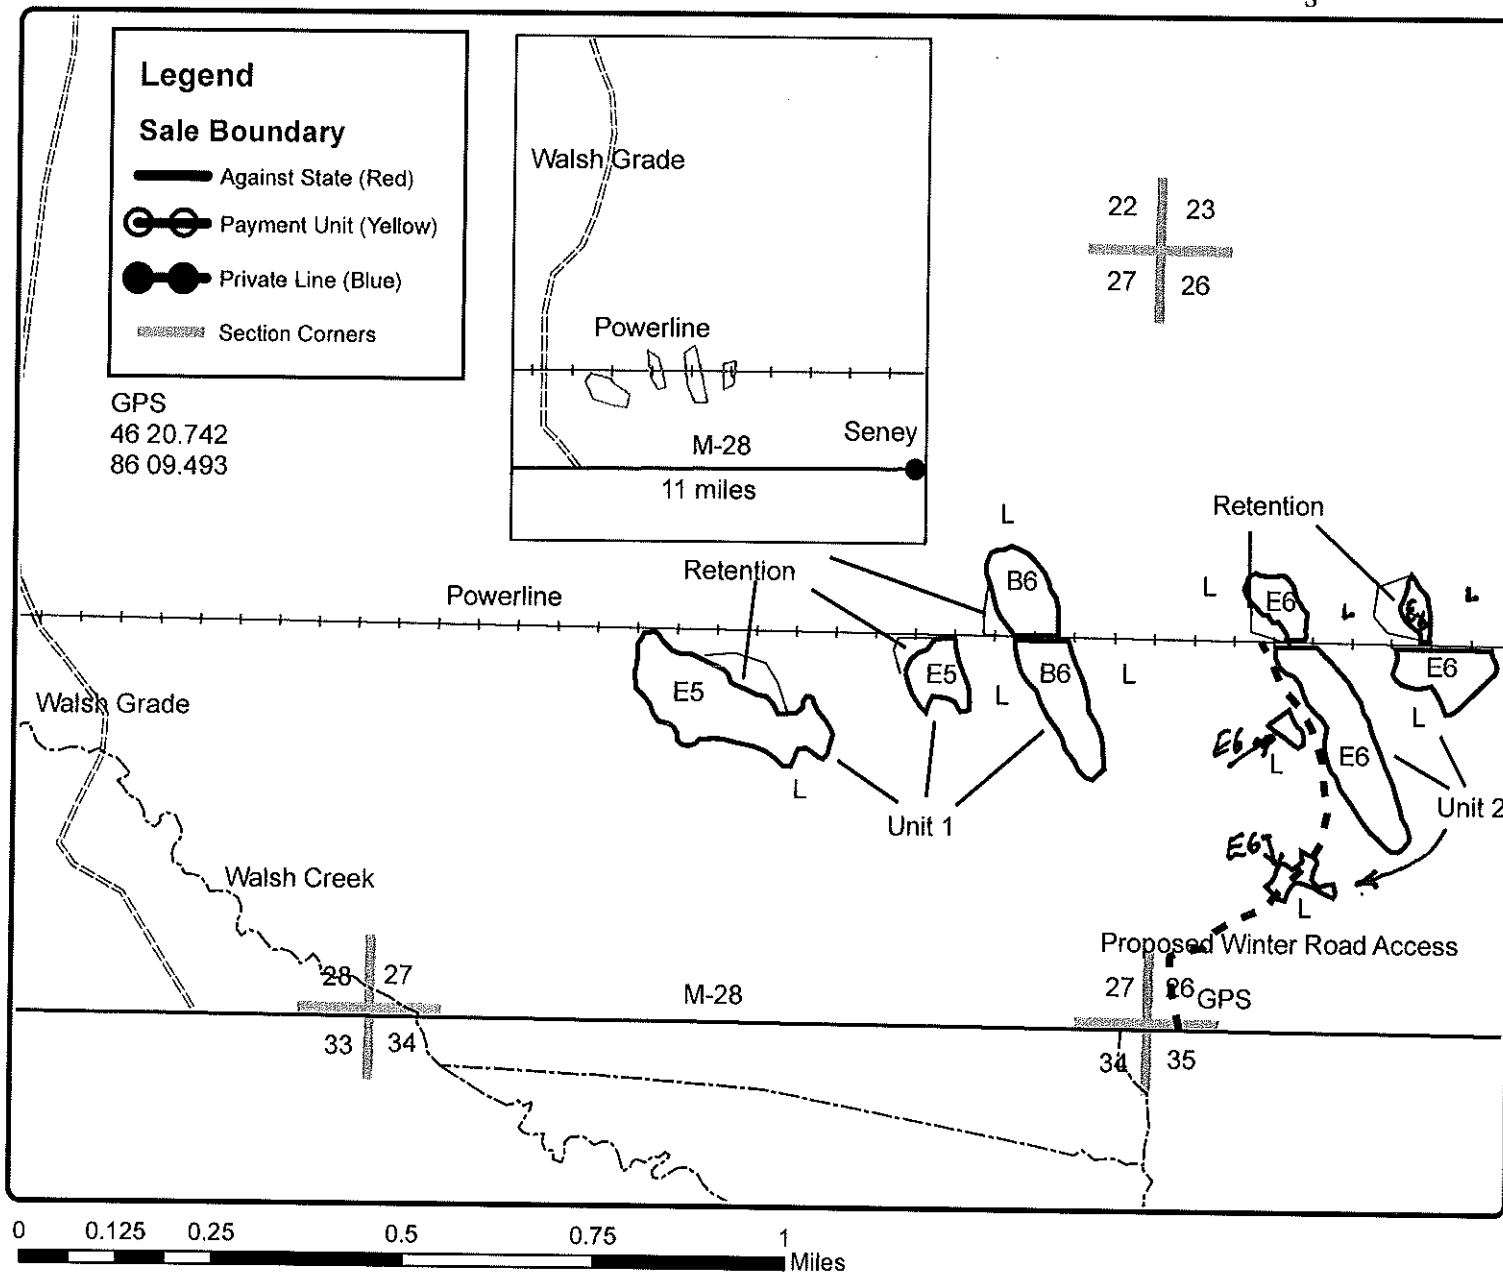 s
Legend
Sale Boundary
Against State (Red)
Payment Unit (Yellow)
Private Line (Blue)
Section Corners
GPS
46 20.742
86 09.493
Walsh Grade
Powerline
M-28
Seney
11 miles
22 23
27 26
Retention
L
Retention
Powerline
B6
L
E6
L
E6
L
E5
E5
L
B6
L
E6
L
Walsh Grade
E6
L
E6
L
Unit 1
Unit 2
E6
L
Walsh Creek
Proposed Winter Road Access
28 27
33 34
M-28
27 26
GPS
34 35
0 0.125 0.25 0.5 0.75 1
Miles